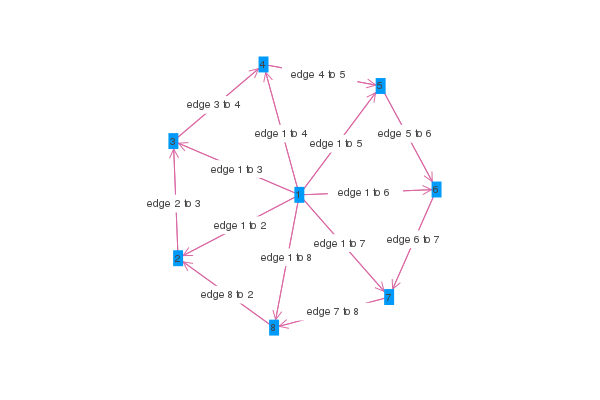 4
edge 4 to 5
5
edge 3 to 4
edge 1 to 4
edge 5 to 6
3
edge 1 to 5
edge 1 to 3
6
1
edge 1 to 6
edge 2 to 3
edge 1 to 2
edge 6 to 7
edge 1 to 7
2
edge 1 to 8
edge 8 to 2
7
edge 7 to 8
8